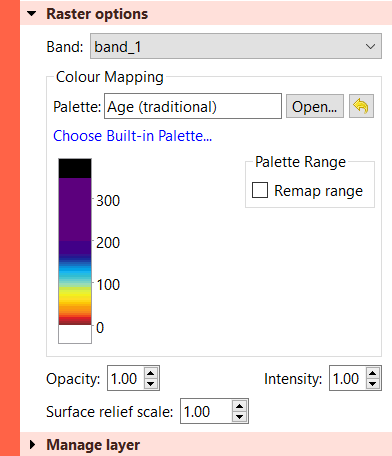 Raster options
Band: band_1
Colour Mapping
Palette: Age (traditional) Open...
Choose Built-in Palette...
Palette Range
Remap range
300
200
100
0
Opacity: 1.00 Intensity: 1.00
Surface relief scale: 1.00
Manage layer